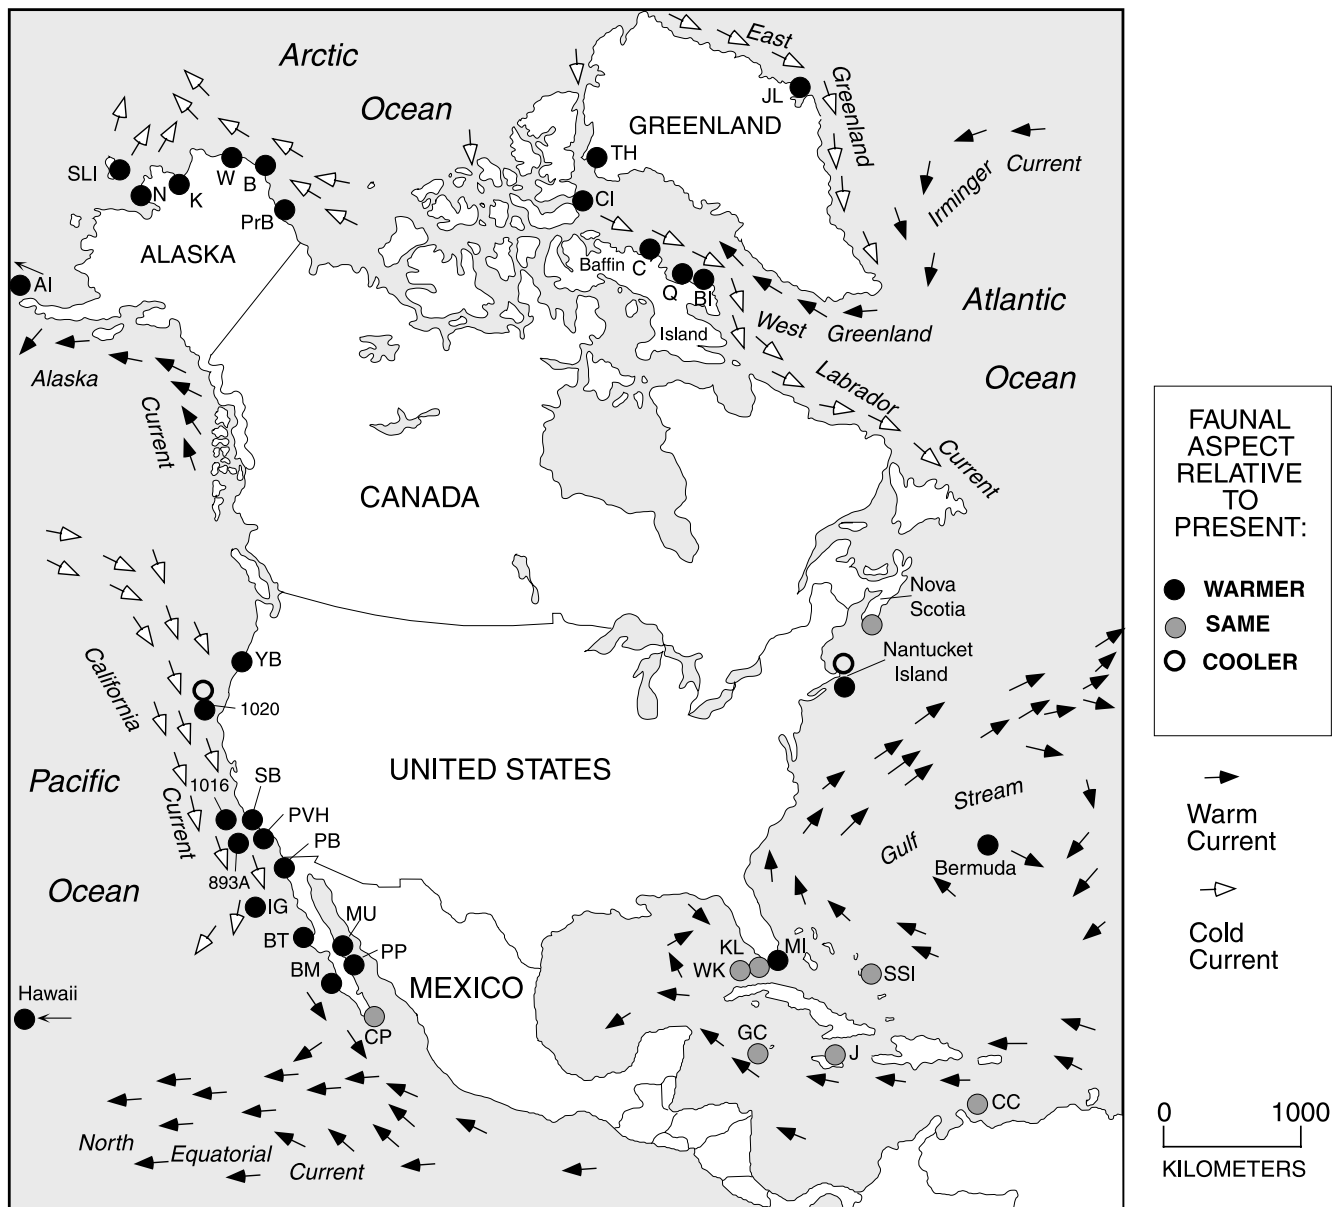 Arctic
Ocean
East
Greenland
JL
GREENLAND
TH
Current
Irminger
SLI
N
K
W
B
PrB
CI
ALASKA
Baffin
C
Q
BI
Island
AI
West
Greenland
Atlantic
Ocean
Alaska
Current
Labrador
Current
CANADA
FAUNAL
ASPECT
RELATIVE
TO
PRESENT:
WARMER
SAME
COOLER
Nova
Scotia
Nantucket
Island
YB
1020
California
Current
Pacific
Ocean
UNITED STATES
1016
SB
PVH
PB
893A
IG
BT
MU
PP
BM
MEXICO
CP
Hawaii
Stream
Gulf
Bermuda
Warm
Current
Cold
Current
KL
MI
WK
SSI
GC
J
CC
North
Equatorial
Current
0 1000
KILOMETERS